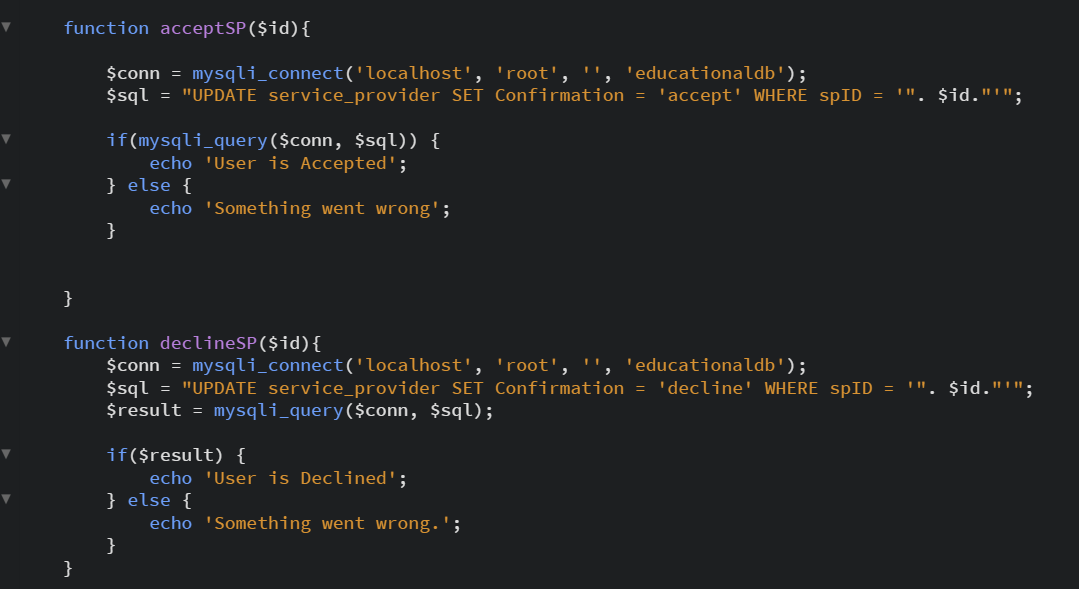 function acceptSP($id){
$conn = mysqli_connect('localhost', 'root', '', 'educationaldb');
$sql = "UPDATE service_provider SET Confirmation = 'accept' WHERE spID = '". $id."'";
if(mysqli_query($conn, $sql)) {
echo 'User is Accepted';
} else {
echo 'Something went wrong';
}
}
function declineSP($id){
$conn = mysqli_connect('localhost', 'root', '', 'educationaldb');
$sql = "UPDATE service_provider SET Confirmation = 'decline' WHERE spID = '". $id."'";
$result = mysqli_query($conn, $sql);
if($result) {
echo 'User is Declined';
} else {
echo 'Something went wrong.';
}
}